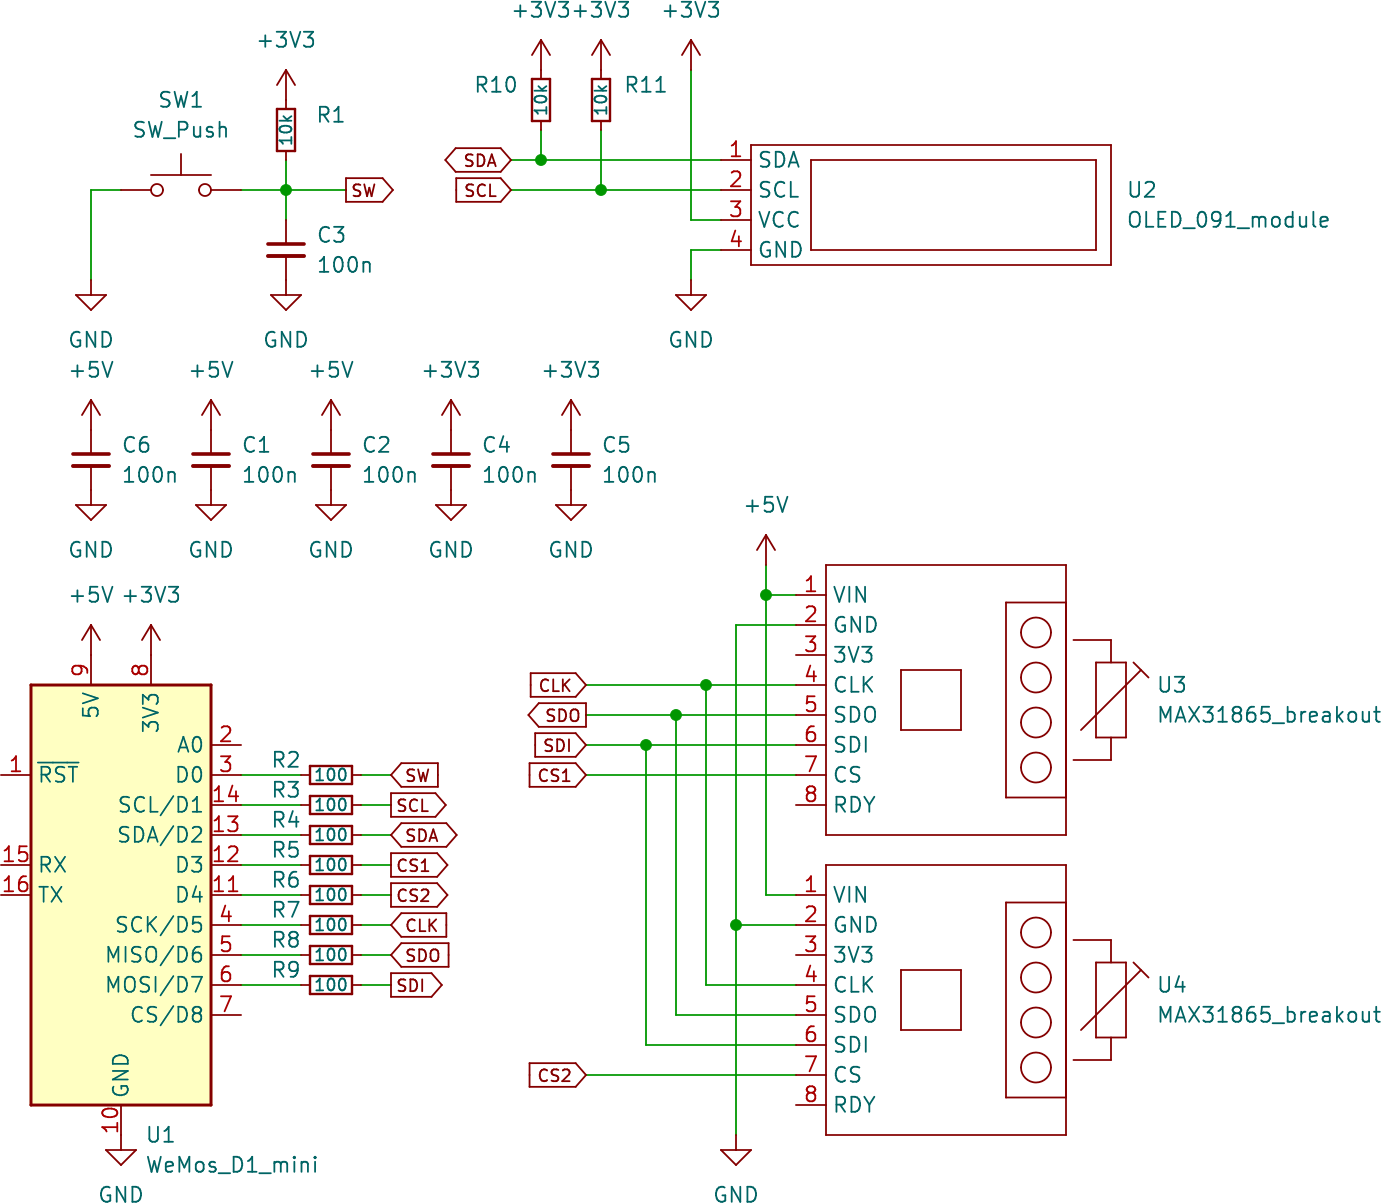 +3V3
SW1
SW_Push
R1
10k
SW
C3
100n
GND
GND
+3V3
+3V3
+3V3
R10
10k
10k
R11
SDA
SCL
1
SDA
2
SCL
3
VCC
4
GND
U2
OLED_091_module
GND
+5V
C6
100n
GND
+5V
C1
100n
GND
+5V
C2
100n
GND
+3V3
C4
100n
GND
+3V3
C5
100n
GND
+5V
+3V3
9
8
5V
3V3
1
RST
15
RX
16
TX
A0
2
D0
3
R2
100
SW
SCL/D1
14
R3
100
SCL
SDA/D2
13
R4
100
SDA
D3
12
R5
100
CS1
D4
11
R6
100
CS2
SCK/D5
4
R7
100
CLK
MISO/D6
5
R8
100
SDO
MOSI/D7
6
R9
100
SDI
CS/D8
7
GND
10
U1
WeMos_D1_mini
GND
+5V
CLK
SDO
SDI
CS1
1
VIN
2
GND
3
3V3
4
CLK
5
SDO
6
SDI
7
CS
8
RDY
U3
MAX31865_breakout
CS2
1
VIN
2
GND
3
3V3
4
CLK
5
SDO
6
SDI
7
CS
8
RDY
U4
MAX31865_breakout
GND